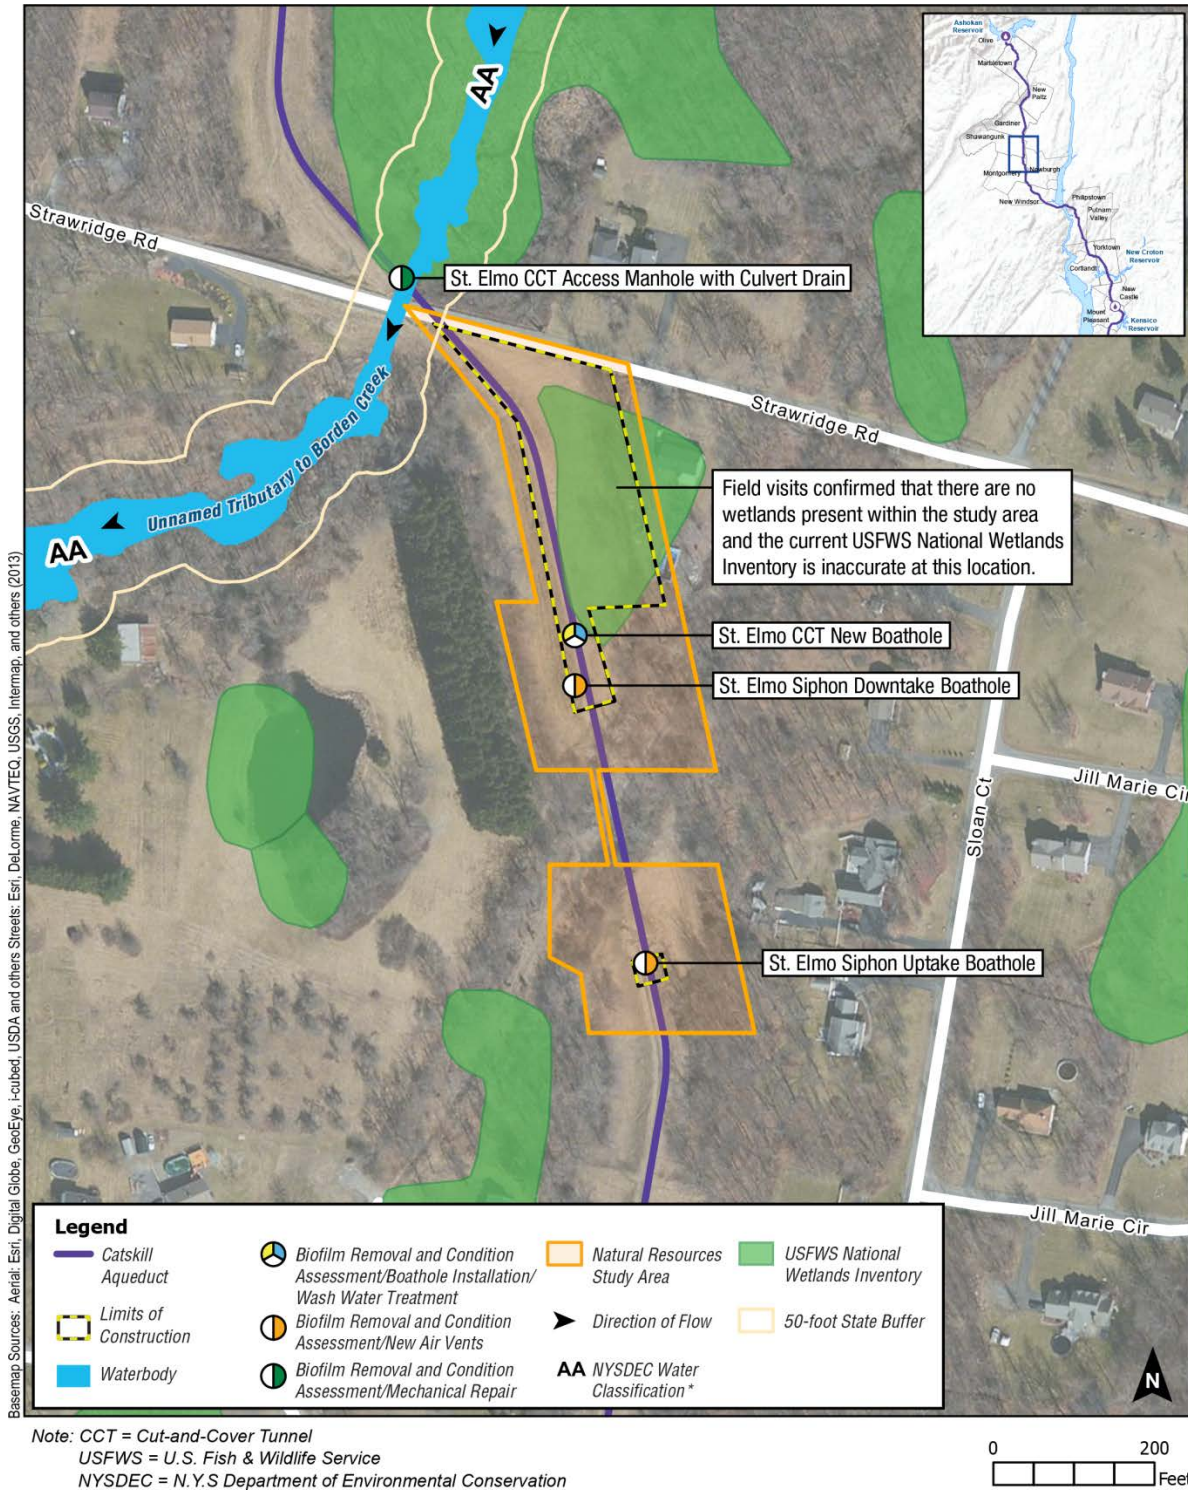 Ashokan
Reservoir
Olive
Marbletown
New
Paltz
Gardiner
Shawangunk
Montgomery
Newburgh
New Windsor
Philipstown
Putnam
Valley
Yorktown
New Croton
Reservoir
Cortlandt
New
Castle
Mount
Pleasant
Kensico
Reservoir
AA
Strawridge Rd
St. Elmo CCT Access Manhole with Culvert Drain
Unnamed Tributary to Borden Creek
AA
Strawridge Rd
Field visits confirmed that there are no
wetlands present within the study area
and the current USFWS National Wetlands
Inventory is inaccurate at this location.
St. Elmo CCT New Boathole
St. Elmo Siphon Downtake Boathole
Jill Marie Cir
Sloan Ct
St. Elmo Siphon Uptake Boathole
Jill Marie Cir
Basemap Sources: Aerial: Esri, Digital Globe, GeoEye, i-cubed, USDA and others Streets: Esri, DeLorme, NAVTEQ, USGS, Intermap, and others (2013)
Legend
Catskill
Aqueduct
Limits of
Construction
Waterbody
Biofilm Removal and Condition
Assessment/Boathole Installation/
Wash Water Treatment
Biofilm Removal and Condition
Assessment/New Air Vents
Biofilm Removal and Condition
Assessment/Mechanical Repair
Natural Resources
Study Area
Direction of Flow
AA NYSDEC Water
Classification*
USFWS National
Wetlands Inventory
50-foot State Buffer
N
Note: CCT = Cut-and-Cover Tunnel
USFWS = U.S. Fish & Wildlife Service
NYSDEC = N.Y.S Department of Environmental Conservation
0 200
Feet